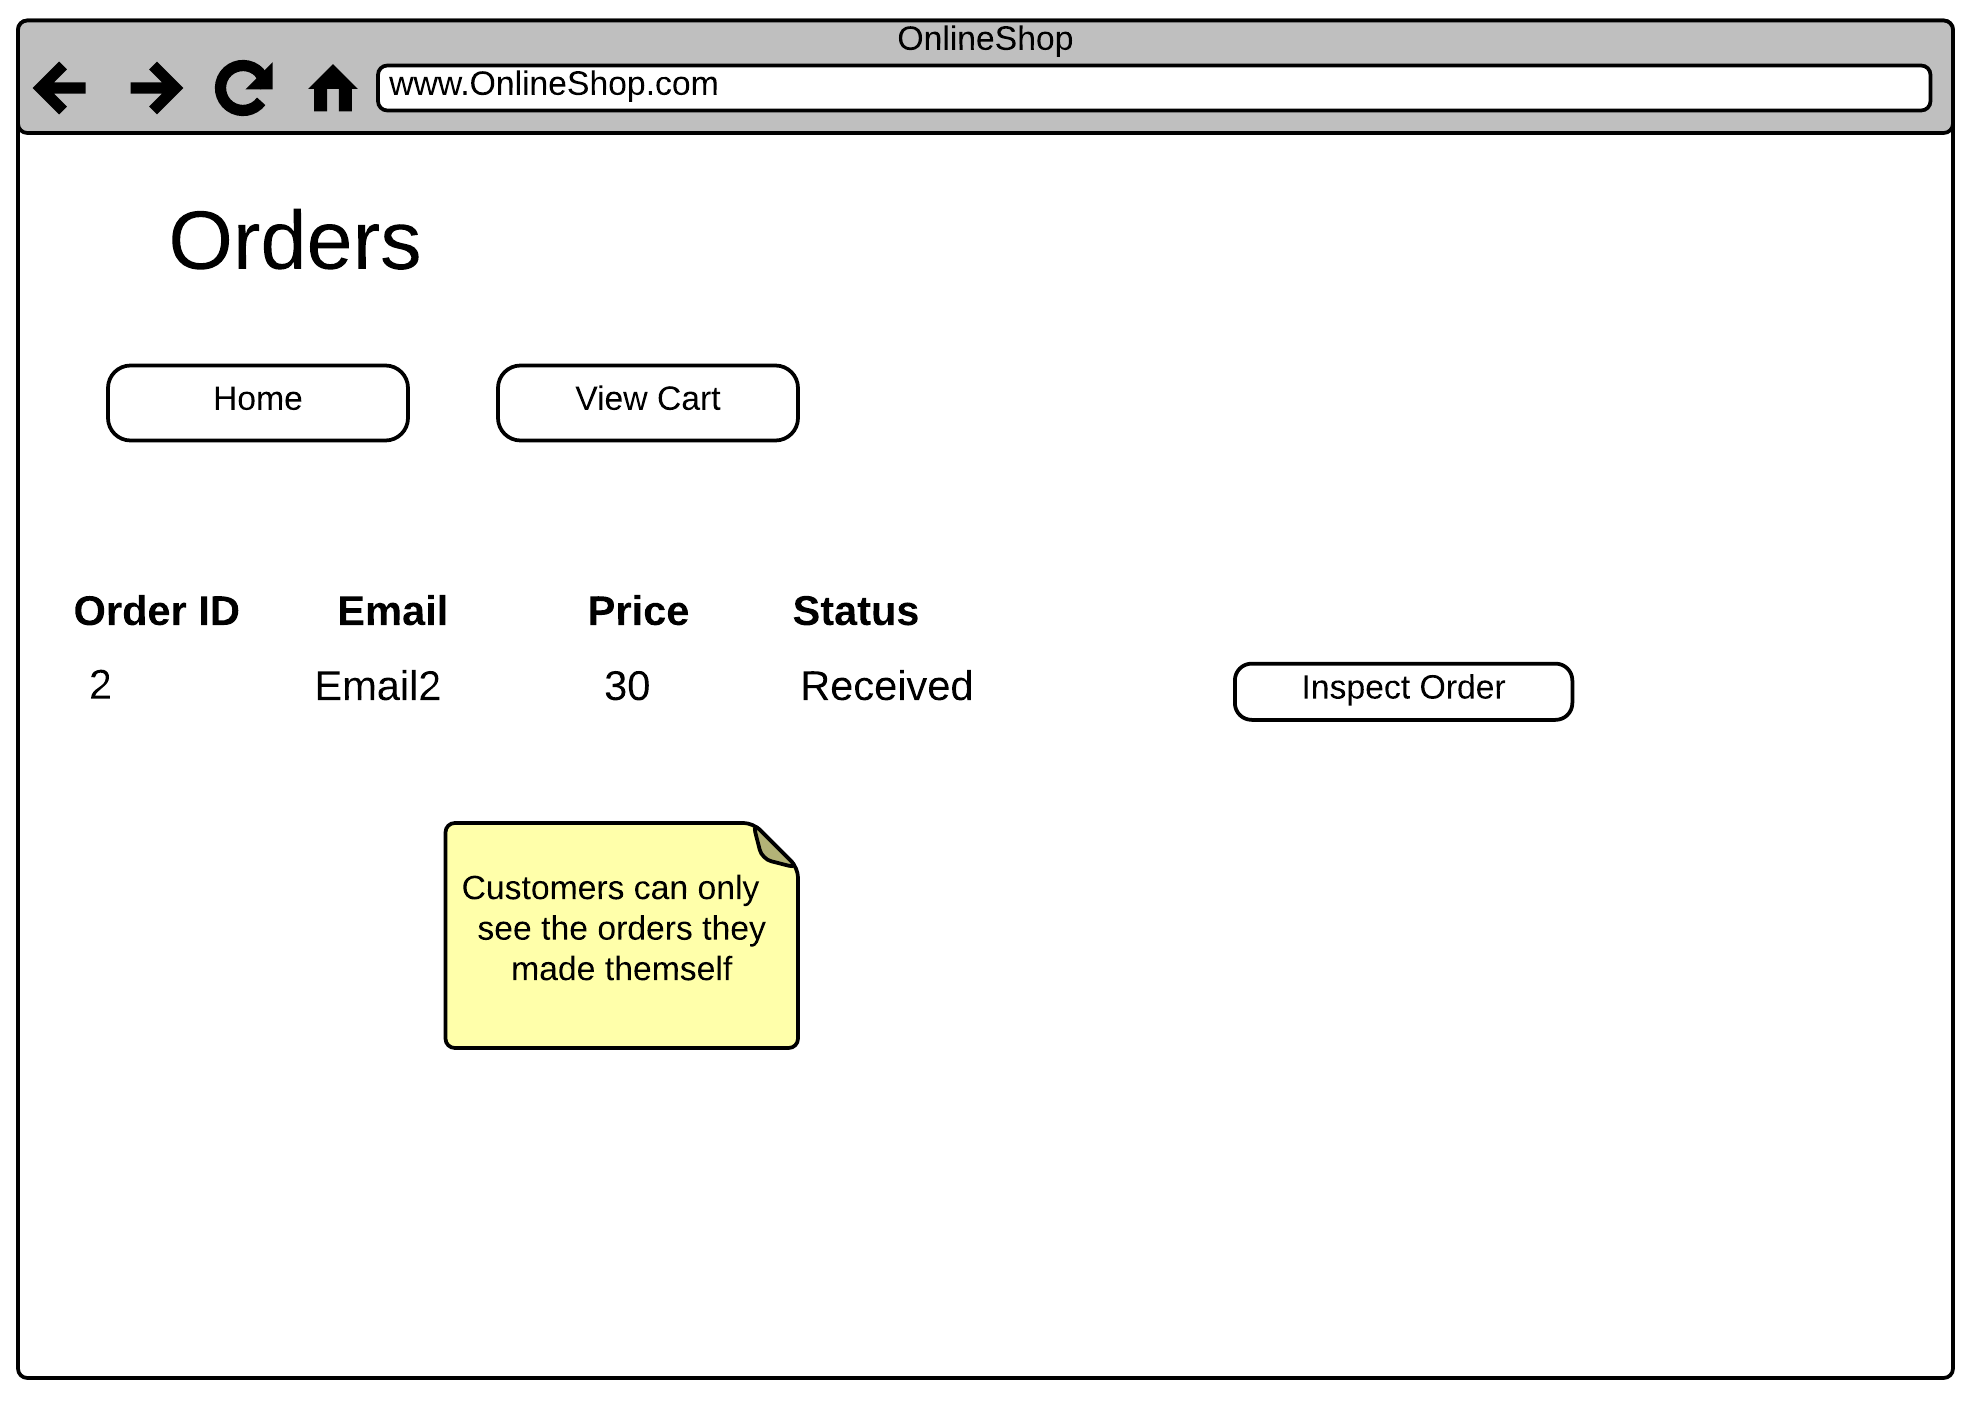 OnlineShop
www.OnlineShop.com
Orders
Home View Cart
Order ID Email Price Status
2 Email2 30 Received Inspect Order
Customers can only
see the orders they
made themself